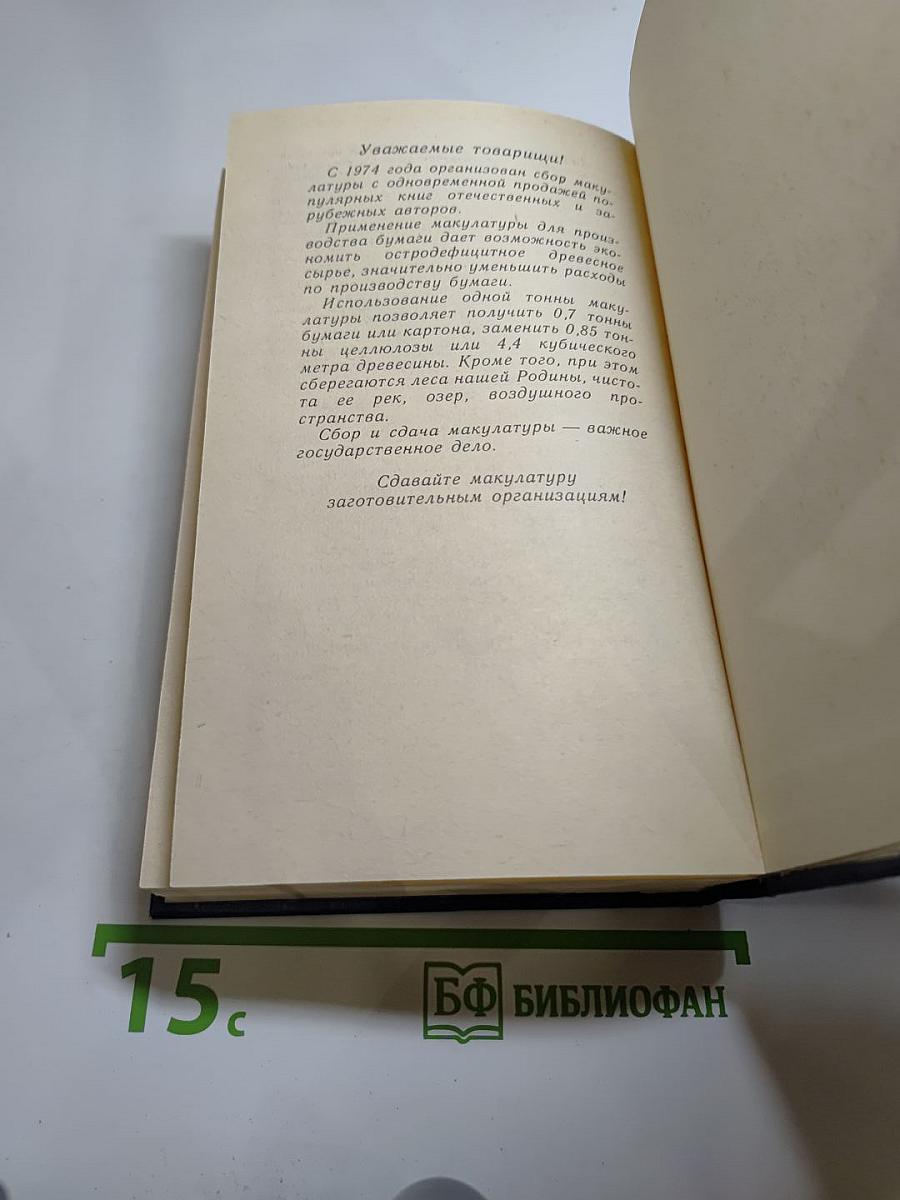 Уважаемые товарищи!
С 1974 года организован сбор маку-
латуры с одновременной продажей по-
пулярных книг отечественных и за-
рубежных авторов.
Применение макулатуры для произ-
водства бумаги дает возможность эко-
номить остродефицитное древесное
сырье, значительно уменьшить расходы
по производству бумаги.
Использование одной тонны маку-
латуры позволяет получить 0,7 тонны
бумаги или картона, заменить 0,85 тон-
ны целлюлозы или 4,4 кубического
метра древесины. Кроме того, при этом
сберегаются леса нашей Родины, чисто-
та ее рек, озер, воздушного про-
странства.
Сбор и сдача макулатуры — важное
государственное дело.
Сдавайте макулатуру
заготовительным организациям!
15 с
БФ БИБЛИОФАН